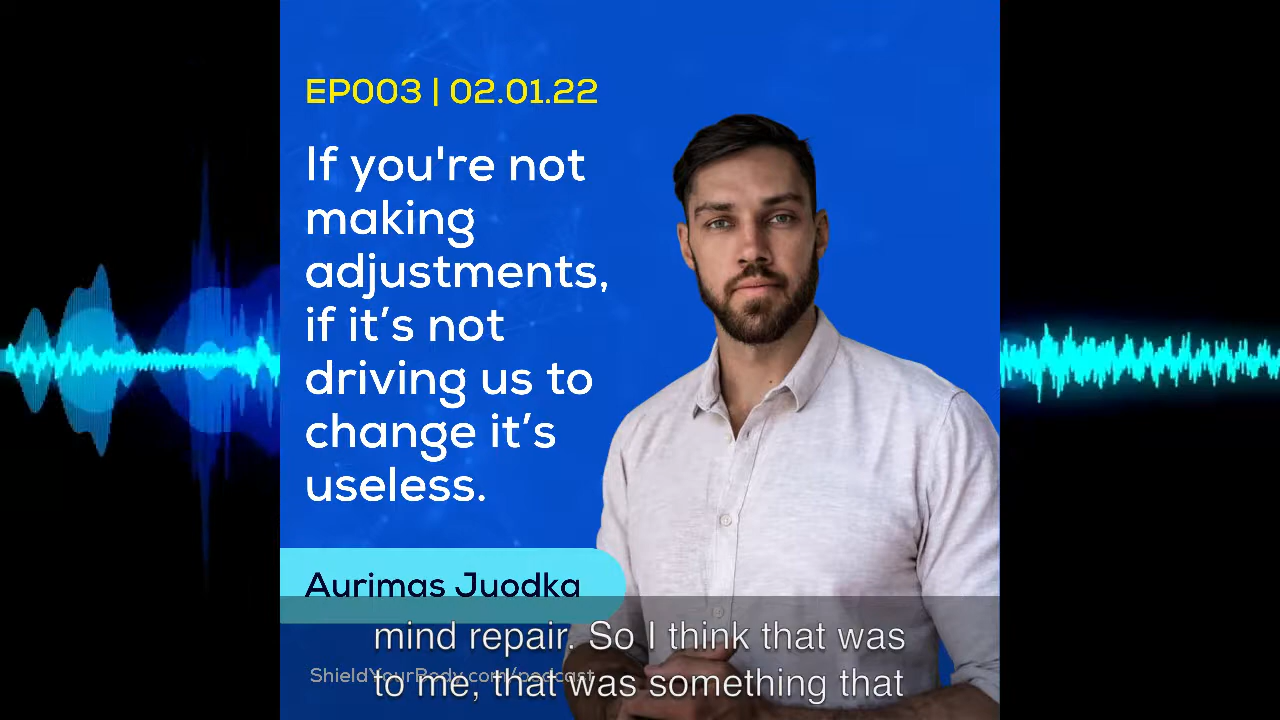 EP003 | 02.01.22
If you're not
making
adjustments,
if it’s not
driving us to
change it’s
useless.
Aurimas Juodka
mind repair. So I think that was
to me, that was something that
ShieldYourBody.com/podcast